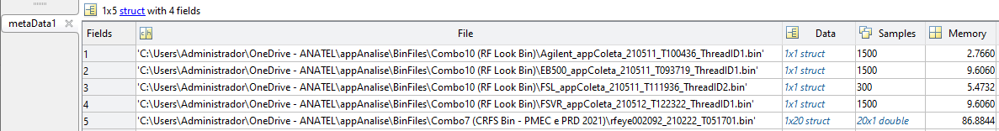 1x5 struct with 4 fields
metaData1
Fields File Data Samples Memory
1 'C:\Users\Administrador\OneDrive - ANATEL\appAnalise\BinFiles\Combo10 (RF Look Bin)\Agilent_appColeta_210511_T100436_ThreadID1.bin' 1x1 struct 1500 2.7660
2 'C:\Users\Administrador\OneDrive - ANATEL\appAnalise\BinFiles\Combo10 (RF Look Bin)\EB500_appColeta_210511_T093719_ThreadID1.bin' 1x1 struct 1500 9.6060
3 'C:\Users\Administrador\OneDrive - ANATEL\appAnalise\BinFiles\Combo10 (RF Look Bin)\FSL_appColeta_210511_T111936_ThreadID2.bin' 1x1 struct 300 5.4732
4 'C:\Users\Administrador\OneDrive - ANATEL\appAnalise\BinFiles\Combo10 (RF Look Bin)\FSVR_appColeta_210512_T122322_ThreadID1.bin' 1x1 struct 1500 9.6060
5 'C:\Users\Administrador\OneDrive - ANATEL\appAnalise\BinFiles\Combo7 (CRFS Bin - PMEC e PRD 2021)\rfeye002092_210222_T051701.bin' 1x20 struct 20x1 double 86.8844